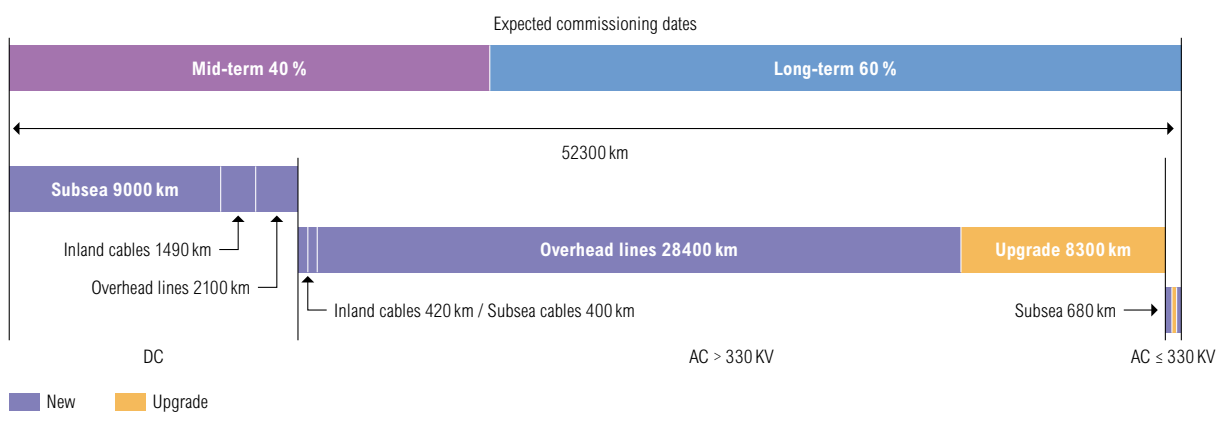 Expected commissioning dates
Mid-term 40 %
Long-term 60 %
52300 km
Subsea 9000 km
Inland cables 1490 km
Overhead lines 2100 km
Overhead lines 28400 km
Upgrade 8300 km
Inland cables 420 km / Subsea cables 400 km
Subsea 680 km
DC
AC > 330 KV
AC ≤ 330 KV
New
Upgrade